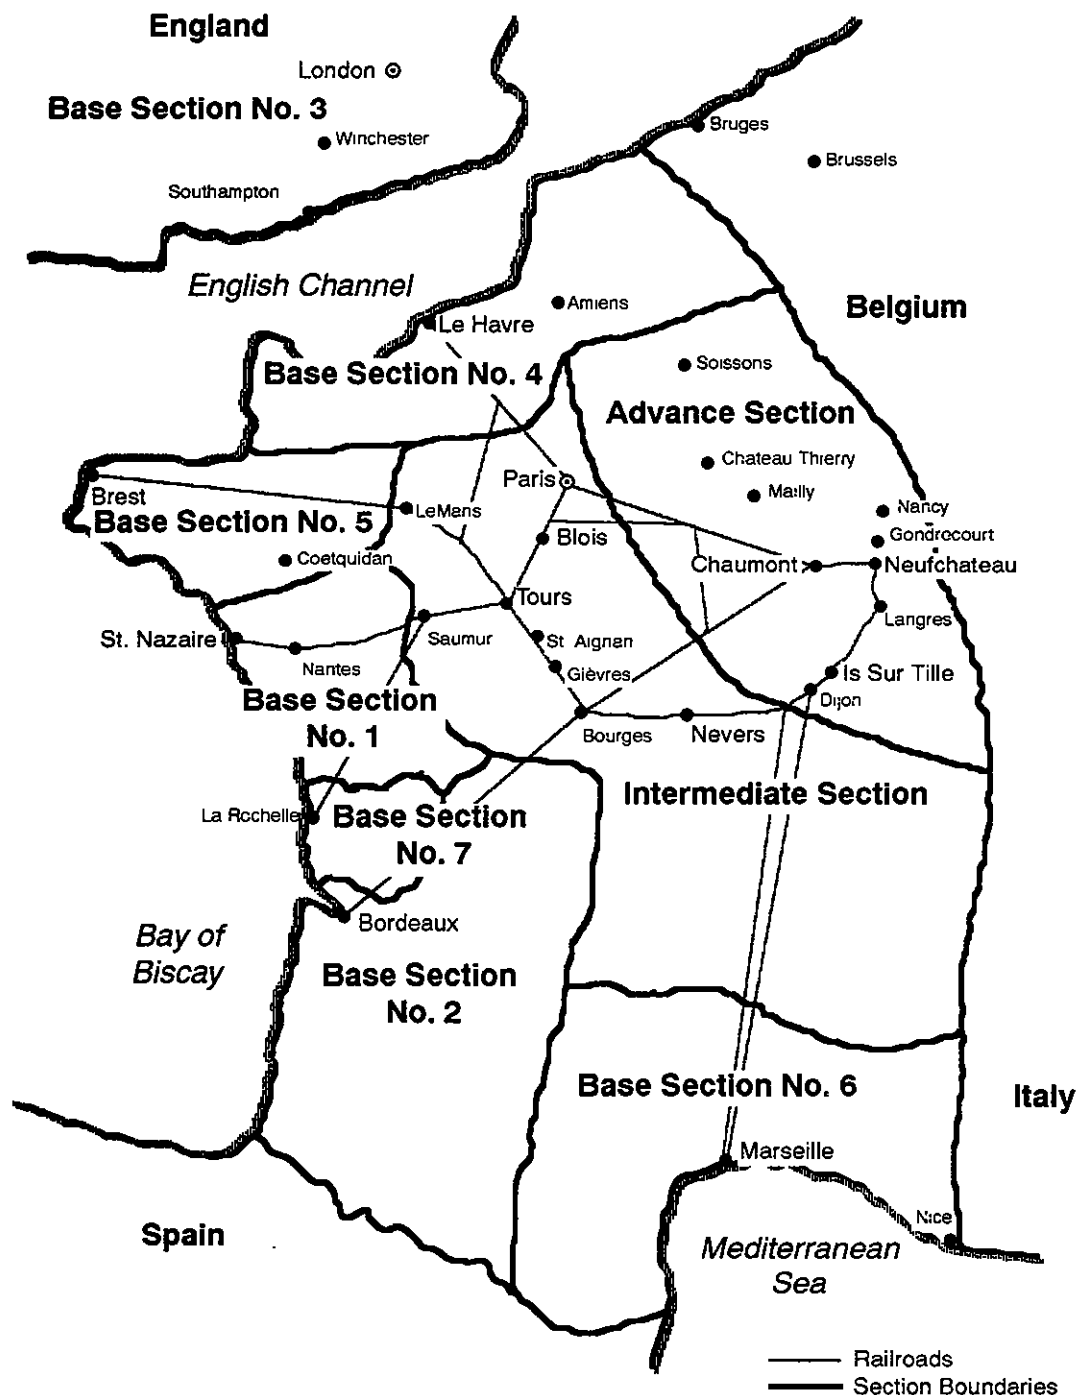 England
London
Base Section No. 3
Winchester
Southampton
Bruges
Brussels
English Channel
Amiens
Le Havre
Belgium
Base Section No. 4
Soissons
Advance Section
Chateau Thierry
Paris
Mailly
Brest
LeMans
Nancy
Base Section No. 5
Gondrecourt
Blois
Coetquidan
Chaumont
Neufchateau
Tours
Langres
St. Nazaire
Saumur
St Aignan
Nantes
Gièvres
Is Sur Tille
Dijon
Base Section
No. 1
Bourges
Nevers
Intermediate Section
La Rochelle
Base Section
No. 7
Bordeaux
Bay of
Biscay
Base Section
No. 2
Base Section No. 6
Italy
Marseille
Nice
Spain
Mediterranean
Sea
Railroads
Section Boundaries